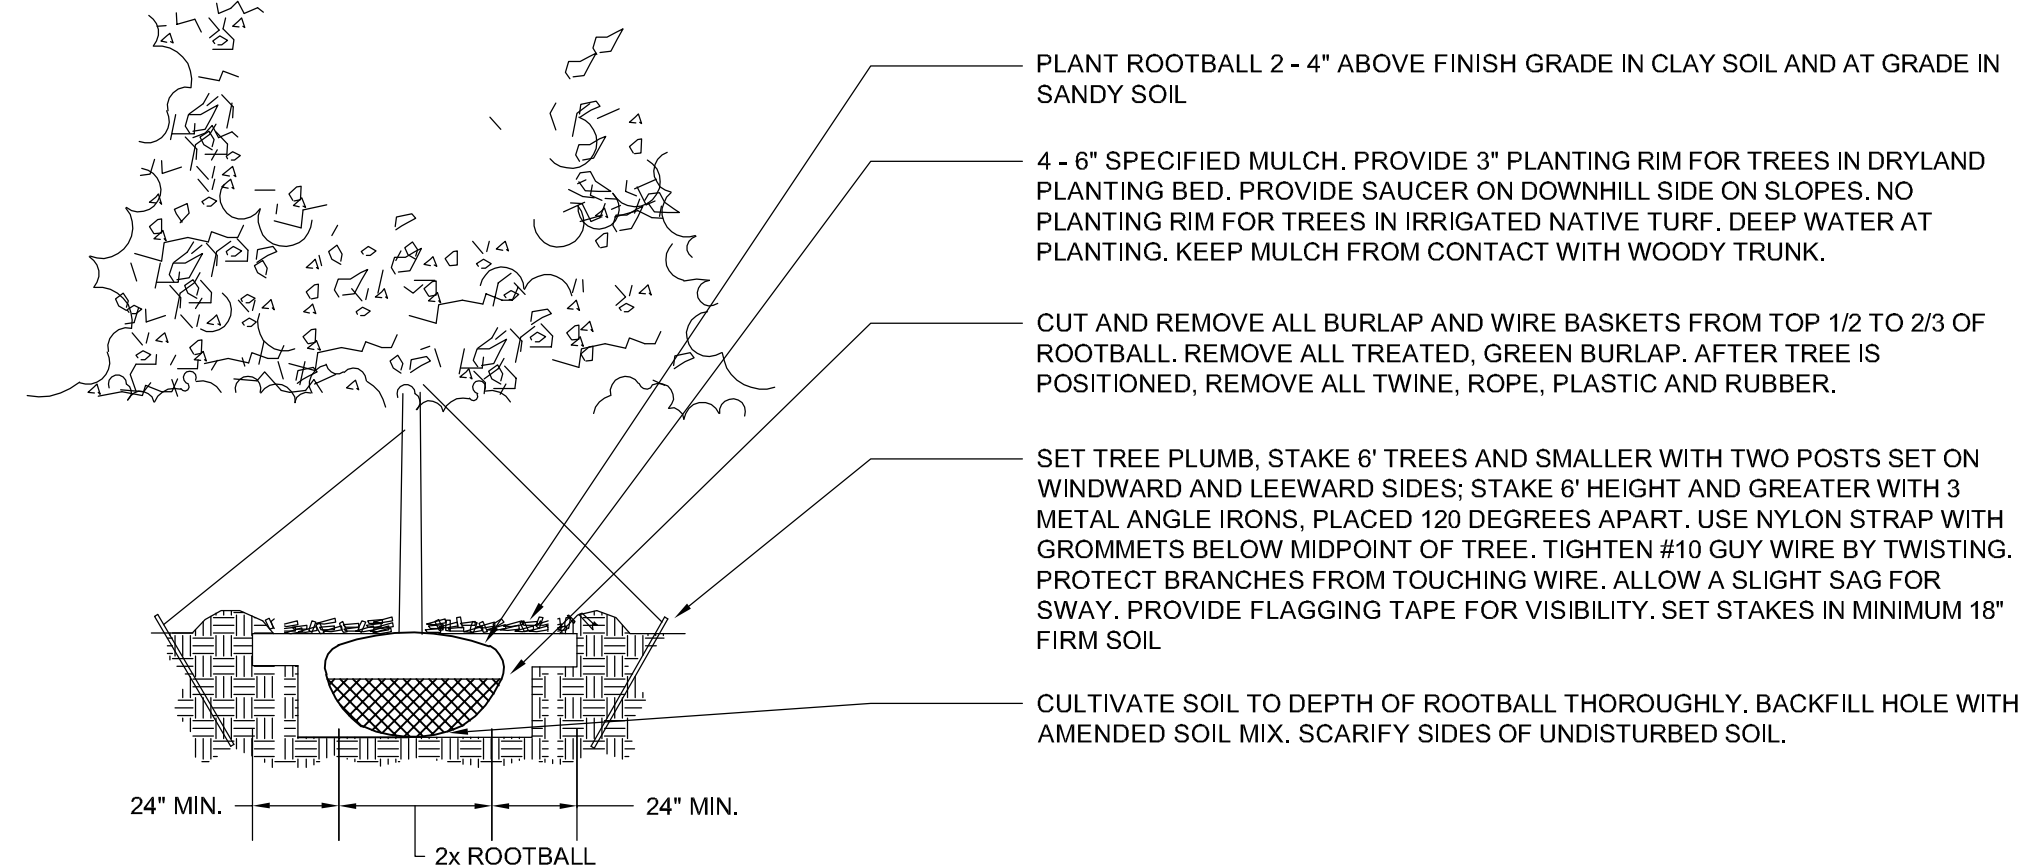 PLANT ROOTBALL 2 - 4" ABOVE FINISH GRADE IN CLAY SOIL AND AT GRADE IN
SANDY SOIL
4 - 6" SPECIFIED MULCH. PROVIDE 3" PLANTING RIM FOR TREES IN DRYLAND
PLANTING BED. PROVIDE SAUCER ON DOWNHILL SIDE ON SLOPES. NO
PLANTING RIM FOR TREES IN IRRIGATED NATIVE TURF. DEEP WATER AT
PLANTING. KEEP MULCH FROM CONTACT WITH WOODY TRUNK.
CUT AND REMOVE ALL BURLAP AND WIRE BASKETS FROM TOP 1/2 TO 2/3 OF
ROOTBALL. REMOVE ALL TREATED, GREEN BURLAP. AFTER TREE IS
POSITIONED, REMOVE ALL TWINE, ROPE, PLASTIC AND RUBBER.
SET TREE PLUMB, STAKE 6' TREES AND SMALLER WITH TWO POSTS SET ON
WINDWARD AND LEEWARD SIDES; STAKE 6' HEIGHT AND GREATER WITH 3
METAL ANGLE IRONS, PLACED 120 DEGREES APART. USE NYLON STRAP WITH
GROMMETS BELOW MIDPOINT OF TREE. TIGHTEN #10 GUY WIRE BY TWISTING.
PROTECT BRANCHES FROM TOUCHING WIRE. ALLOW A SLIGHT SAG FOR
SWAY. PROVIDE FLAGGING TAPE FOR VISIBILITY. SET STAKES IN MINIMUM 18"
FIRM SOIL
CULTIVATE SOIL TO DEPTH OF ROOTBALL THOROUGHLY. BACKFILL HOLE WITH
AMENDED SOIL MIX. SCARIFY SIDES OF UNDISTURBED SOIL.
24" MIN.
24" MIN.
2x ROOTBALL